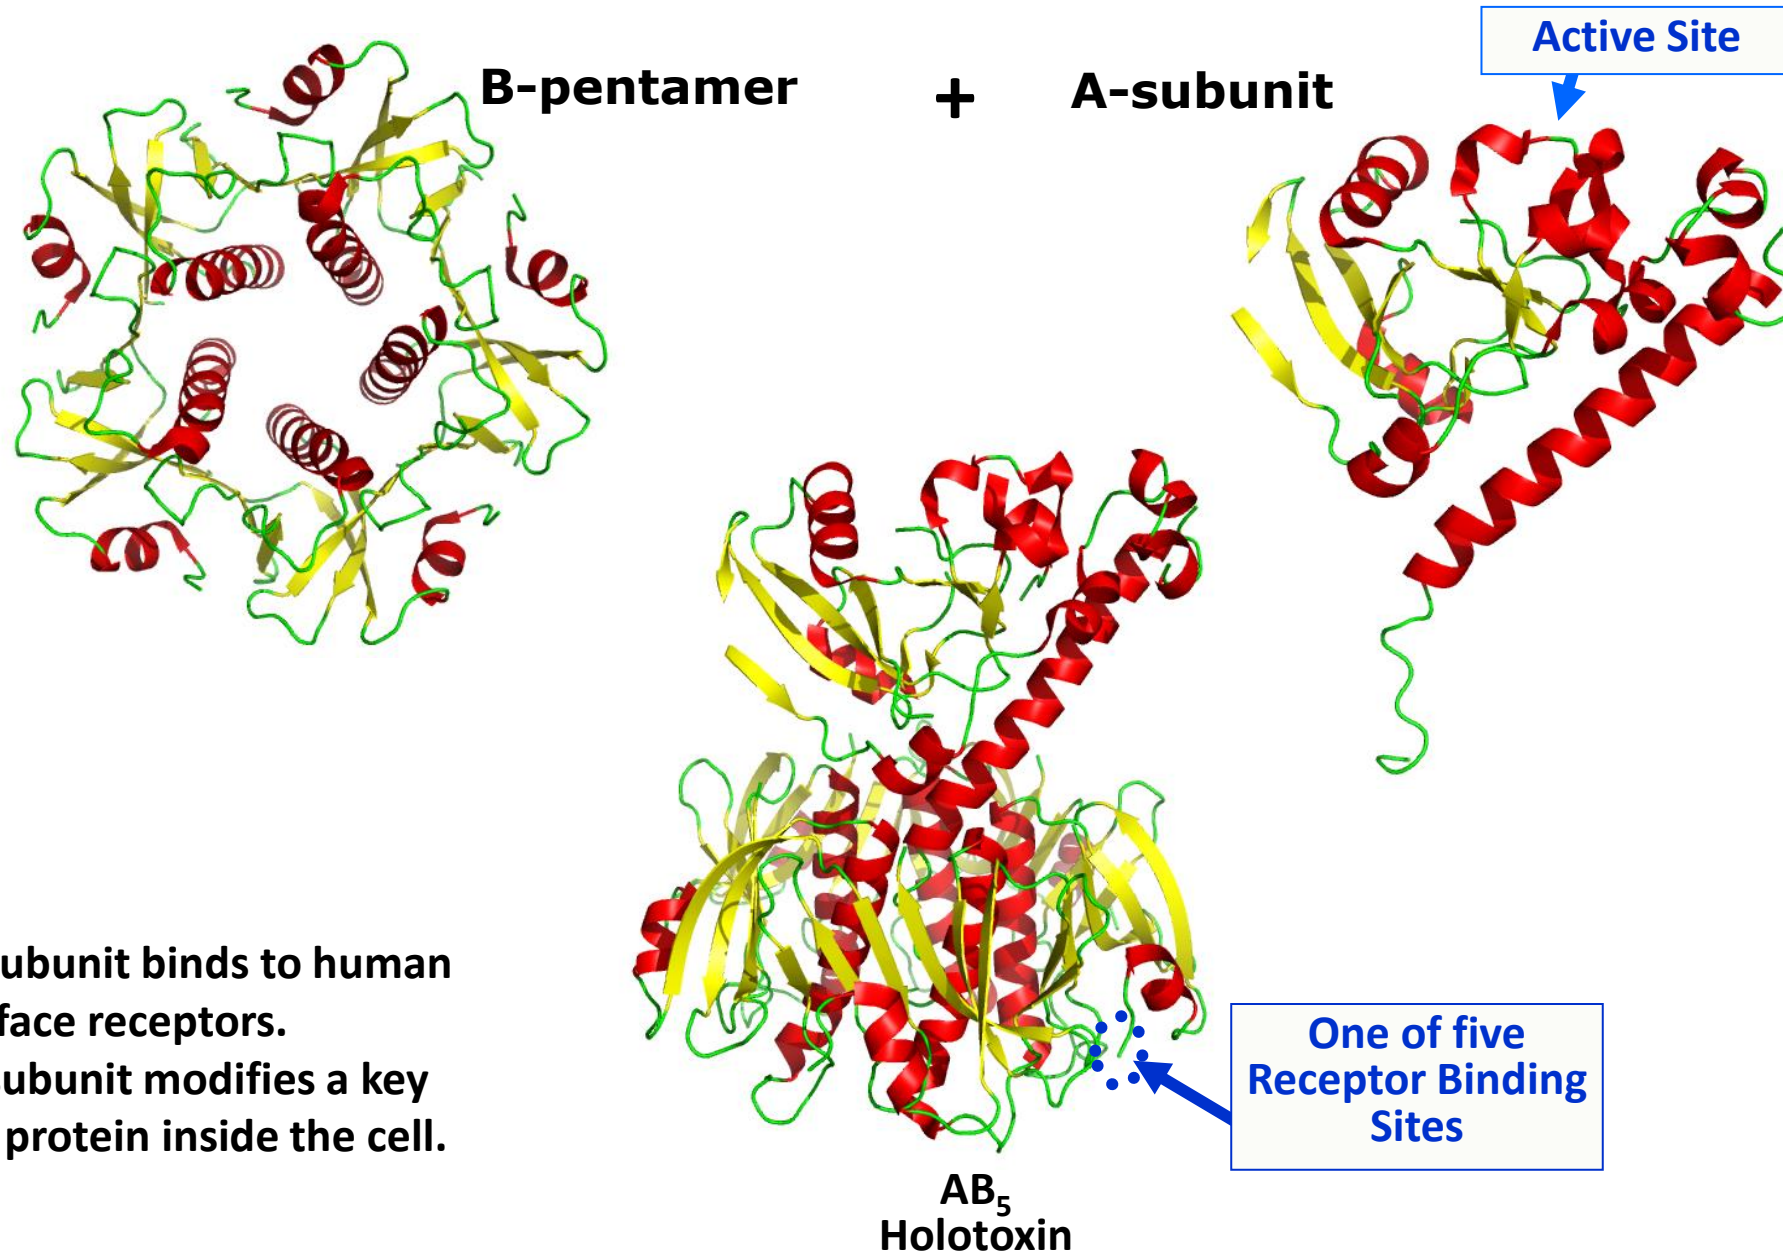 B-pentamer + A-subunit
Active Site
ubunit binds to human
face receptors.
subunit modifies a key
protein inside the cell.
One of five
Receptor Binding
Sites
AB5
Holotoxin